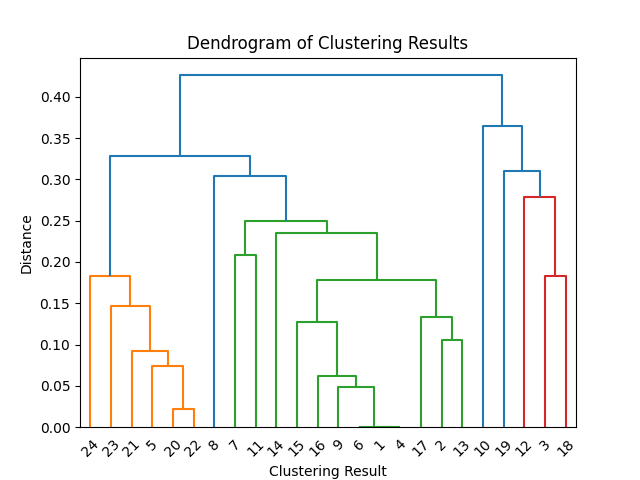 Dendrogram of Clustering Results
0.40
0.35
0.30
0.25
0.20
0.15
0.10
0.05
0.00
Distance
24 23 21 5 20 22 8 7 11 14 15 16 9 6 1 4 17 2 13 10 19 12 3 18
Clustering Result